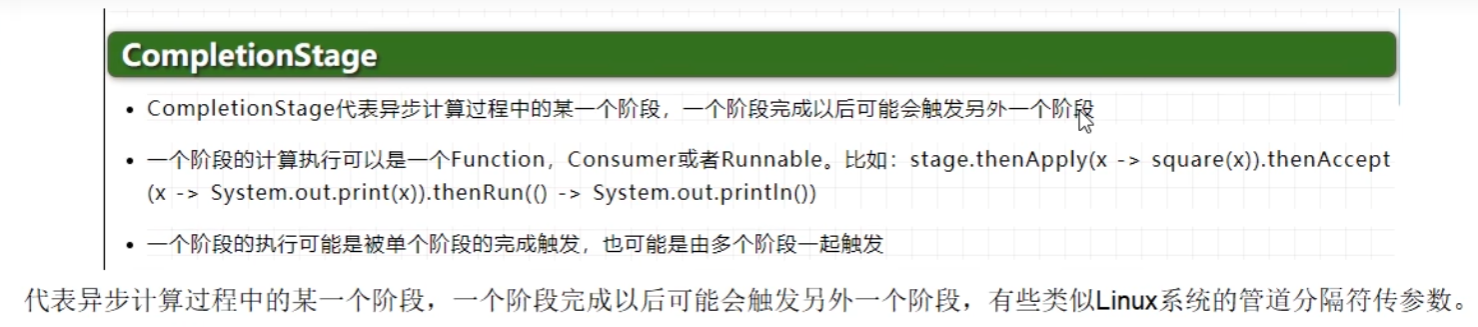 CompletionStage
• CompletionStage代表异步计算过程中的某一个阶段，一个阶段完成以后可能会触发另外一个阶段
• 一个阶段的计算执行可以是一个Function，Consumer或者Runnable。比如：stage.thenApply(x -> square(x)).thenAccept
(x -> System.out.print(x)).thenRun(() -> System.out.println())
• 一个阶段的执行可能是被单个阶段的完成触发，也可能是由多个阶段一起触发
代表异步计算过程中的某一个阶段，一个阶段完成以后可能会触发另外一个阶段，有些类似Linux系统的管道分隔符传参数。